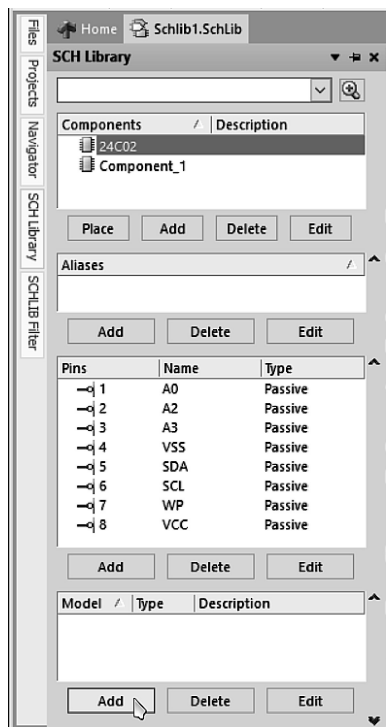 Home Schlib1.SchLib
SCH Library
Components Description
24C02
Component_1
Place Add Delete Edit
Aliases
Add Delete Edit
Pins Name Type
1 A0 Passive
2 A2 Passive
3 A3 Passive
4 VSS Passive
5 SDA Passive
6 SCL Passive
7 WP Passive
8 VCC Passive
Add Delete Edit
Model Type Description
Add Delete Edit
Files
Projects
Navigator
SCH Library
SCHLIB Filter